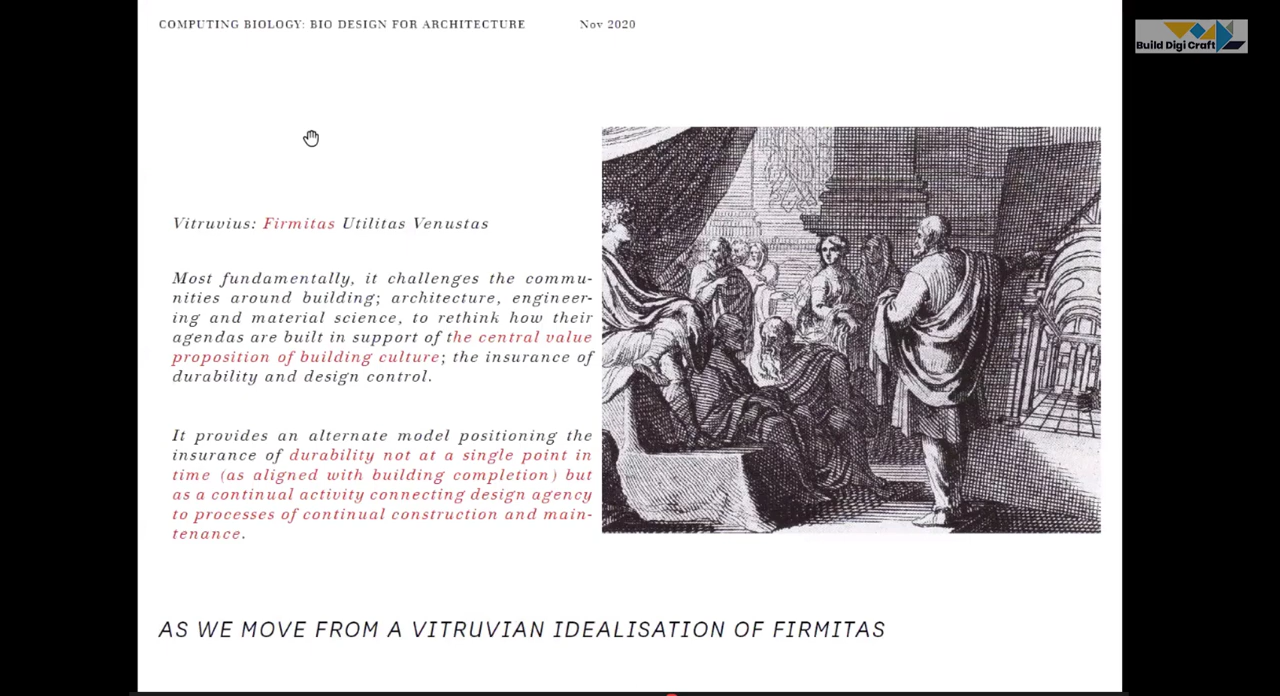 COMPUTING BIOLOGY: BIO DESIGN FOR ARCHITECTURE Nov 2020
Build Digi Craft
Vitruvius: Firmitas Utilitas Venustas
Most fundamentally, it challenges the commu-
nities around building; architecture, engineer-
ing and material science, to rethink how their
agendas are built in support of the central value
proposition of building culture; the insurance of
durability and design control.
It provides an alternate model positioning the
insurance of durability not at a single point in
time (as aligned with building completion) but
as a continual activity connecting design agency
to processes of continual construction and main-
tenance.
AS WE MOVE FROM A VITRUVIAN IDEALISATION OF FIRMITAS